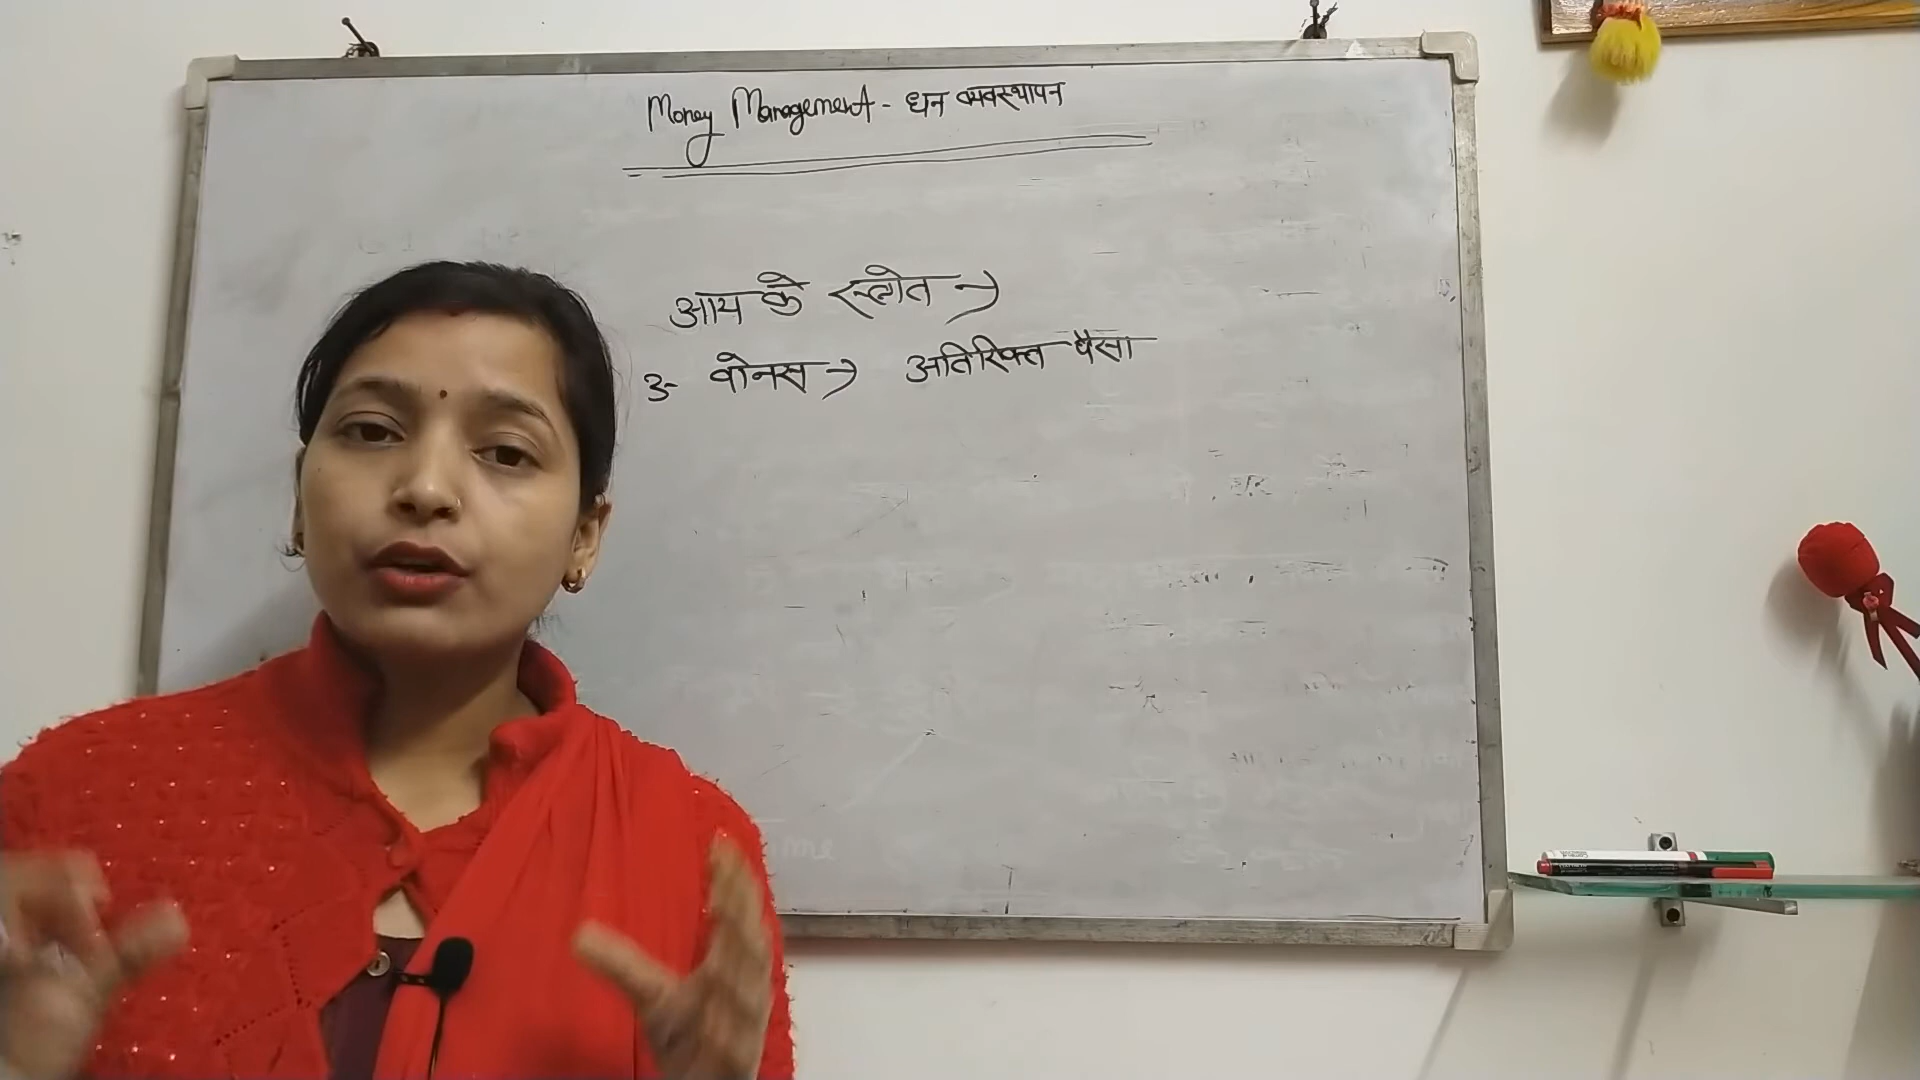 Money Management - धन व्यवस्थापन
आय के स्त्रोत →
3- बोनस → अतिरिक्त पैसा